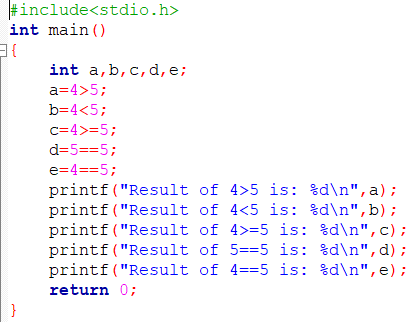 #include<stdio.h>
int main()
{
    int a,b,c,d,e;
    a=4>5;
    b=4<5;
    c=4>=5;
    d=5==5;
    e=4==5;
    printf("Result of 4>5 is: %d\n",a);
    printf("Result of 4<5 is: %d\n",b);
    printf("Result of 4>=5 is: %d\n",c);
    printf("Result of 5==5 is: %d\n",d);
    printf("Result of 4==5 is: %d\n",e);
    return 0;
}